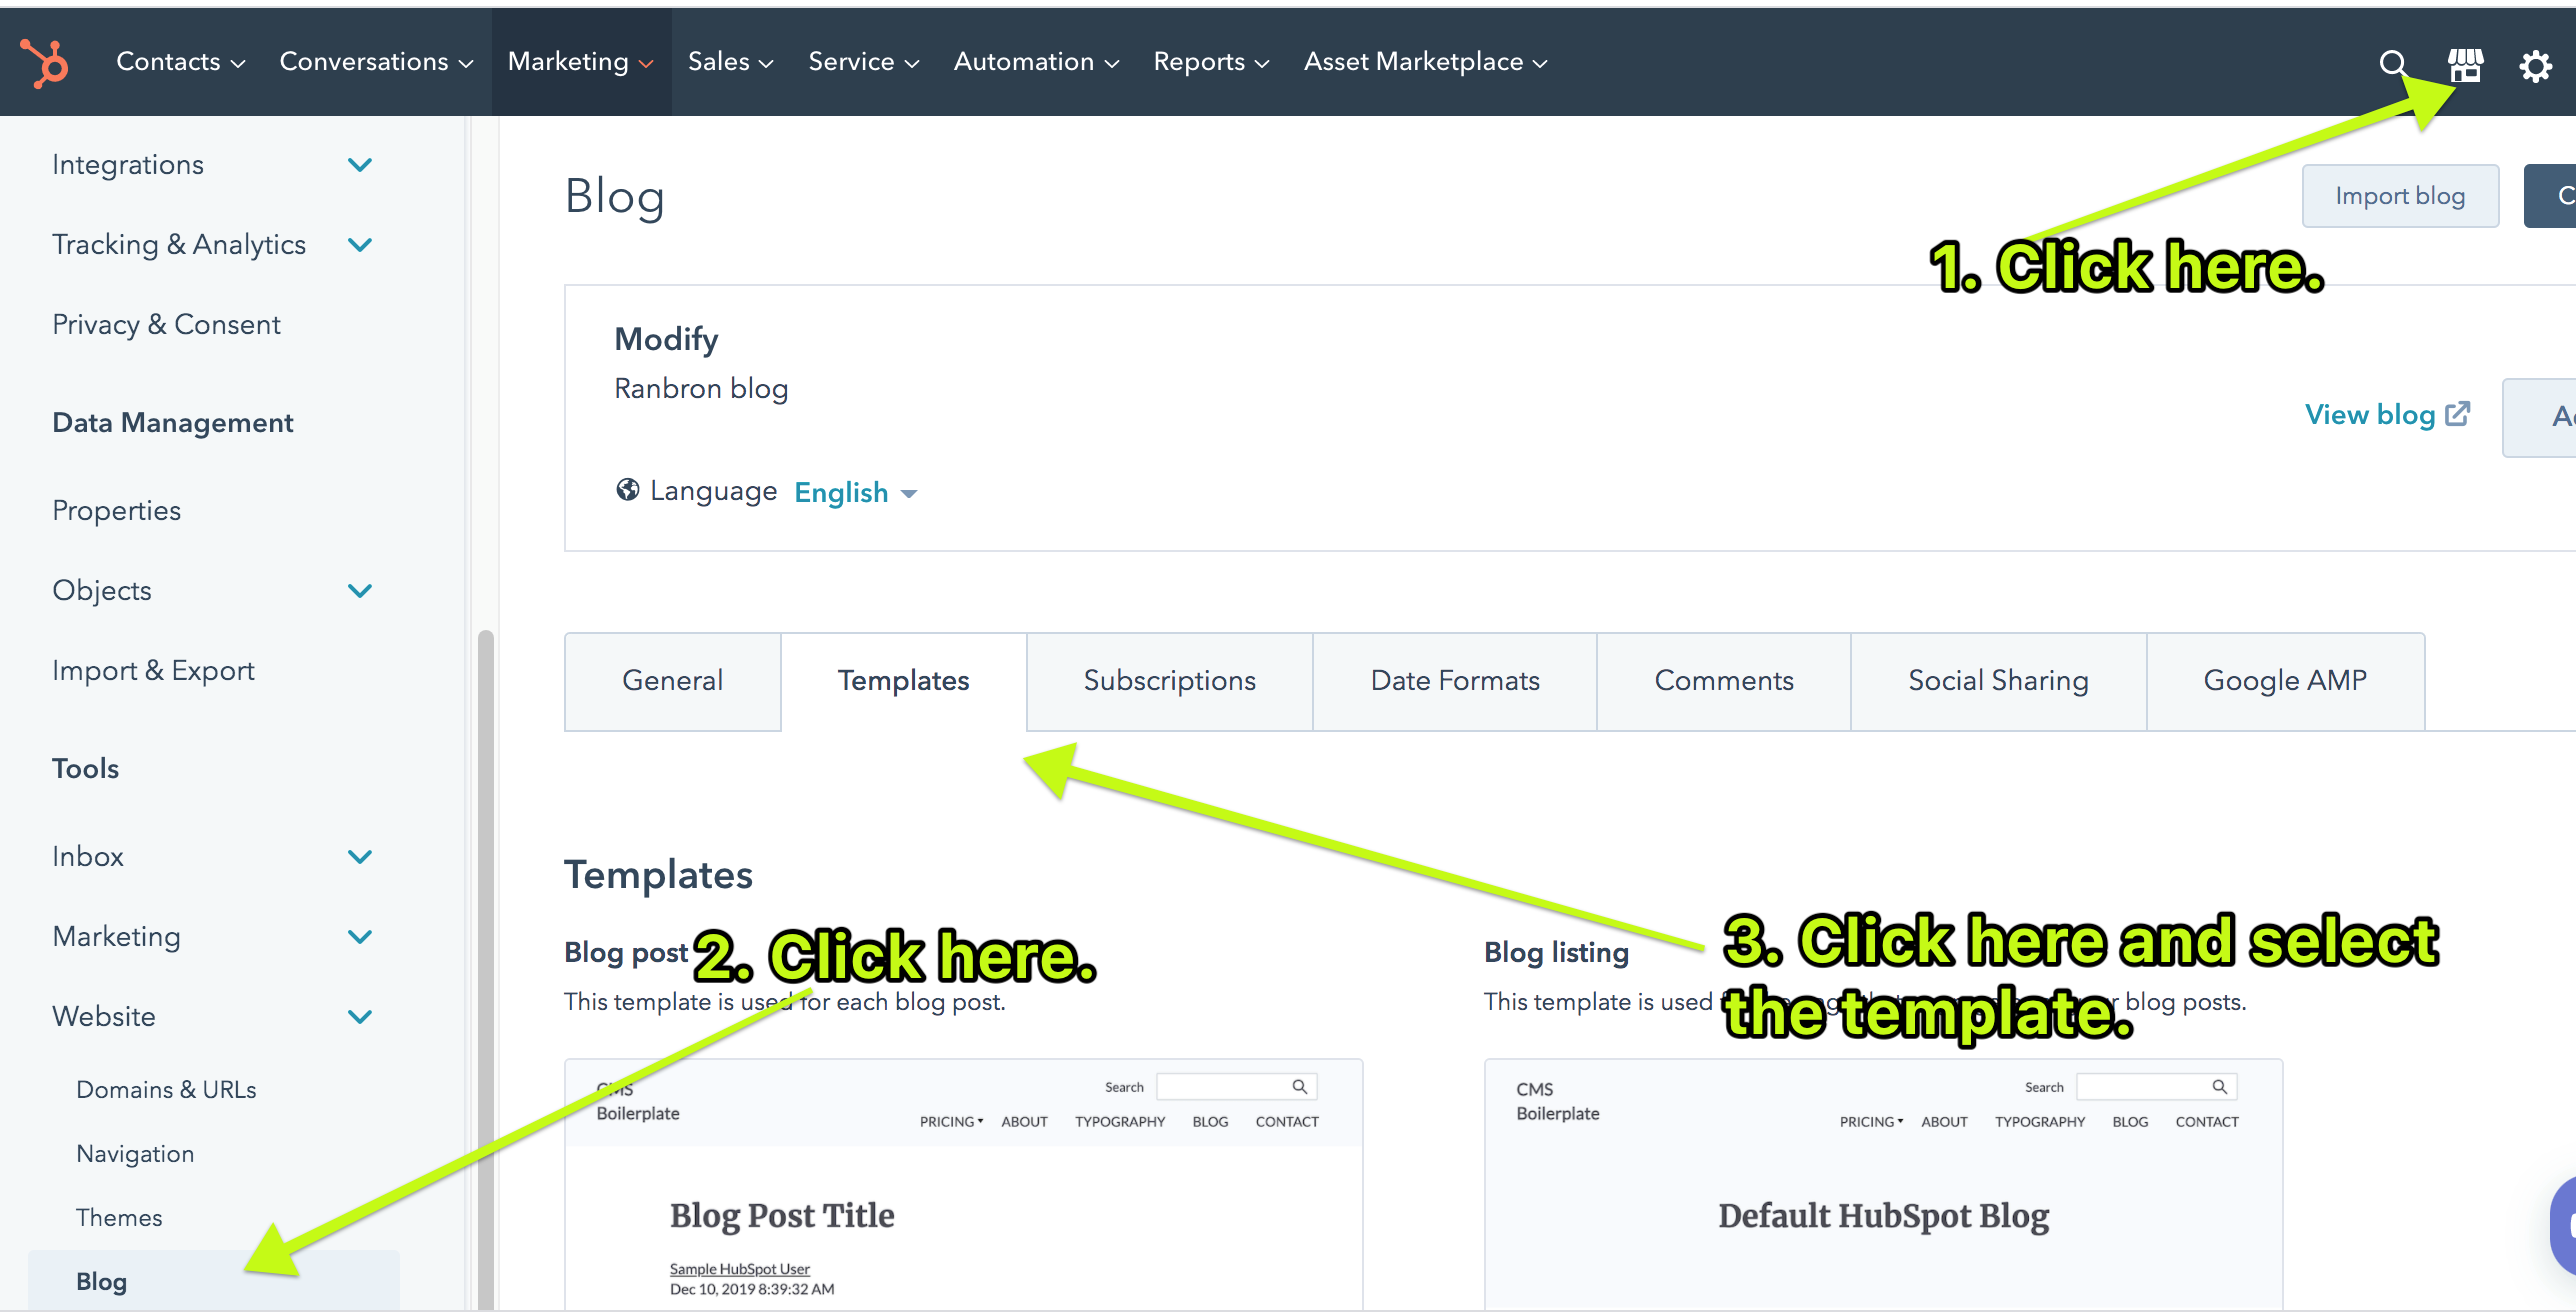 Contacts Conversations Marketing Sales Service Automation Reports Asset Marketplace
Integrations
Tracking & Analytics
Privacy & Consent
Data Management
Properties
Objects
Import & Export
Tools
Inbox
Marketing
Website
Domains & URLs
Navigation
Themes
Blog
Blog
Import blog
C
1. Click here.
Modify
Ranbron blog
View blog
Language English
General Templates Subscriptions Date Formats Comments Social Sharing Google AMP
Templates
Blog post
2. Click here.
This template is used for each blog post.
Blog listing
3. Click here and select
the template.
This template is used blog posts.
CMS
Boilerplate
Search
PRICING ABOUT TYPOGRAPHY BLOG CONTACT
Blog Post Title
Sample HubSpot User
Dec 10, 2019 8:39:32 AM
CMS
Boilerplate
Search
PRICING ABOUT TYPOGRAPHY BLOG CONTACT
Default HubSpot Blog